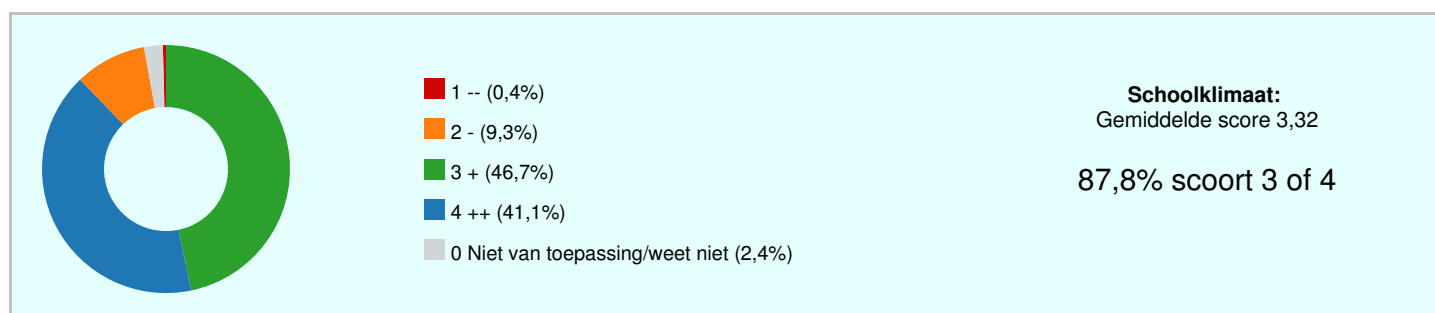 1 -- (0,4%)
2 - (9,3%)
3 + (46,7%)
4 ++ (41,1%)
0 Niet van toepassing/weet niet (2,4%)
Schoolklimaat:
Gemiddelde score 3,32
87,8% scoort 3 of 4